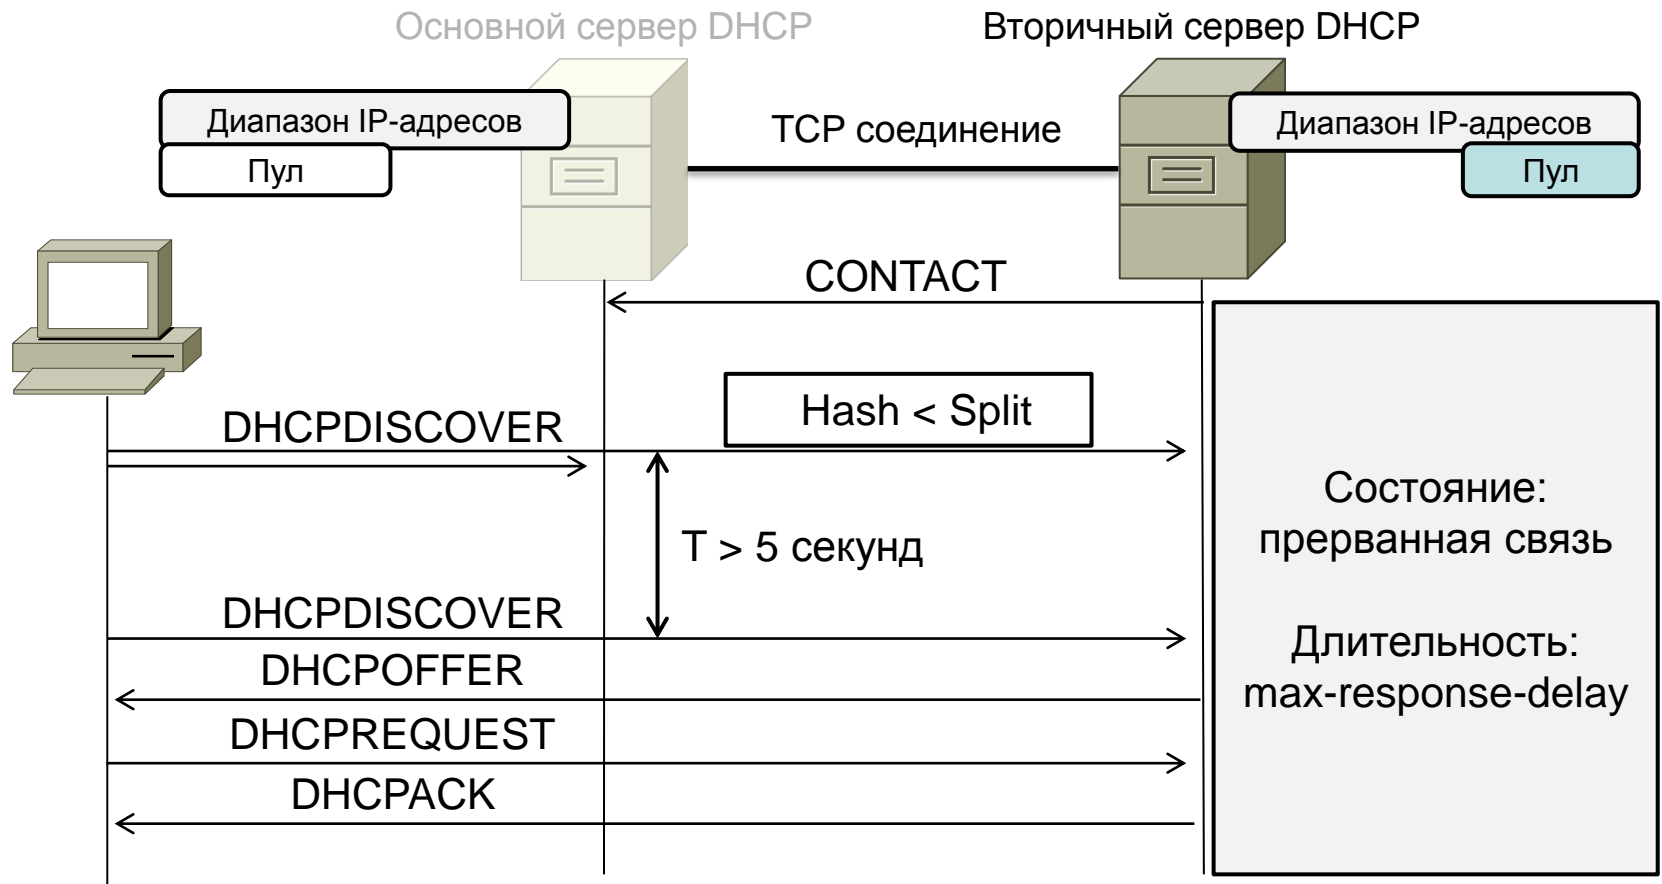 Основной сервер DHCP
Вторичный сервер DHCP
Диапазон IP-адресов
Пул
TCP соединение
Диапазон IP-адресов
Пул
CONTACT
Hash < Split
DHCPDISCOVER
T > 5 секунд
DHCPDISCOVER
DHCPOFFER
DHCPREQUEST
DHCPACK
Состояние:
прерванная связь
Длительность:
max-response-delay